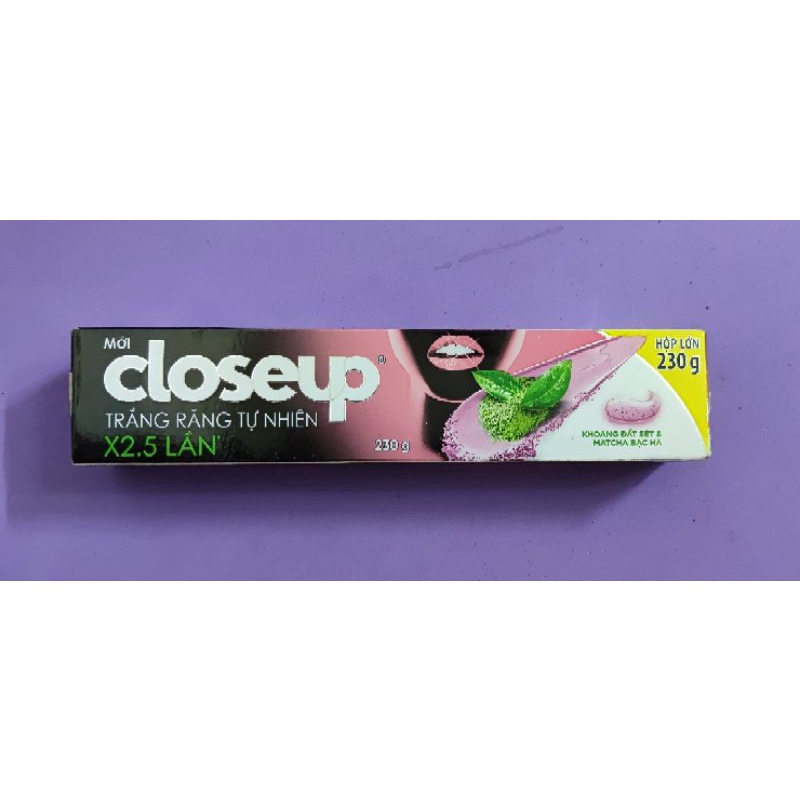 MỚI
closeup®
TRẮNG RĂNG TỰ NHIÊN
X2.5 LẦN*
230 g
HỘP LỚN
230 g
KHOÁNG ĐẤT SÉT &
MATCHA BẠC HÀ